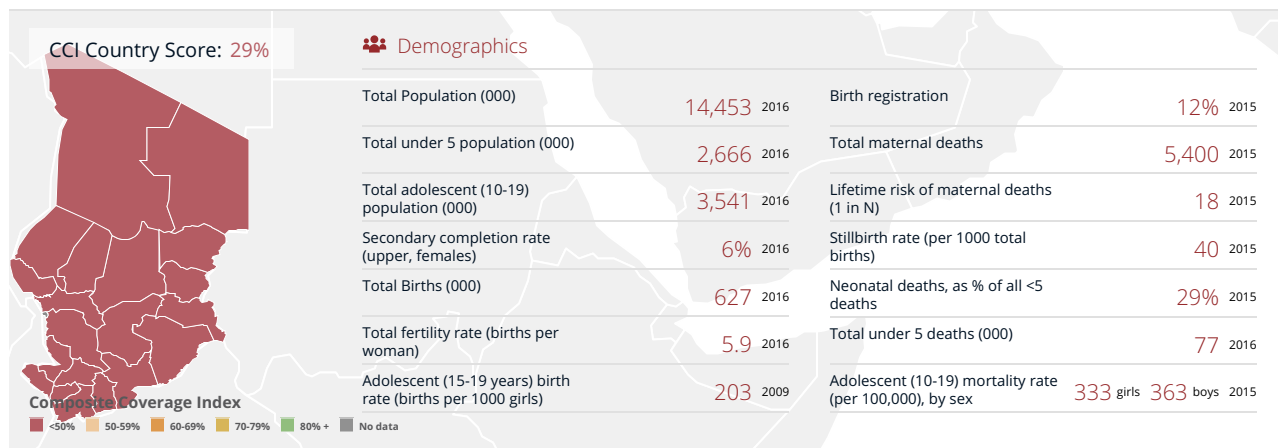 CCI Country Score: 29%
Demographics
Total Population (000) 14,453 2016
Total under 5 population (000) 2,666 2016
Total adolescent (10-19)
population (000) 3,541 2016
Secondary completion rate
(upper, females) 6% 2016
Total Births (000) 627 2016
Total fertility rate (births per
woman) 5.9 2016
Adolescent (15-19 years) birth
rate (births per 1000 girls) 203 2009
Birth registration 12% 2015
Total maternal deaths 5,400 2015
Lifetime risk of maternal deaths
(1 in N) 18 2015
Stillbirth rate (per 1000 total
births) 40 2015
Neonatal deaths, as % of all <5
deaths 29% 2015
Total under 5 deaths (000) 77 2016
Adolescent (10-19) mortality rate
(per 100,000), by sex 333 girls 363 boys 2015
Composite Coverage Index
<50% 50-59% 60-69% 70-79% 80% + No data